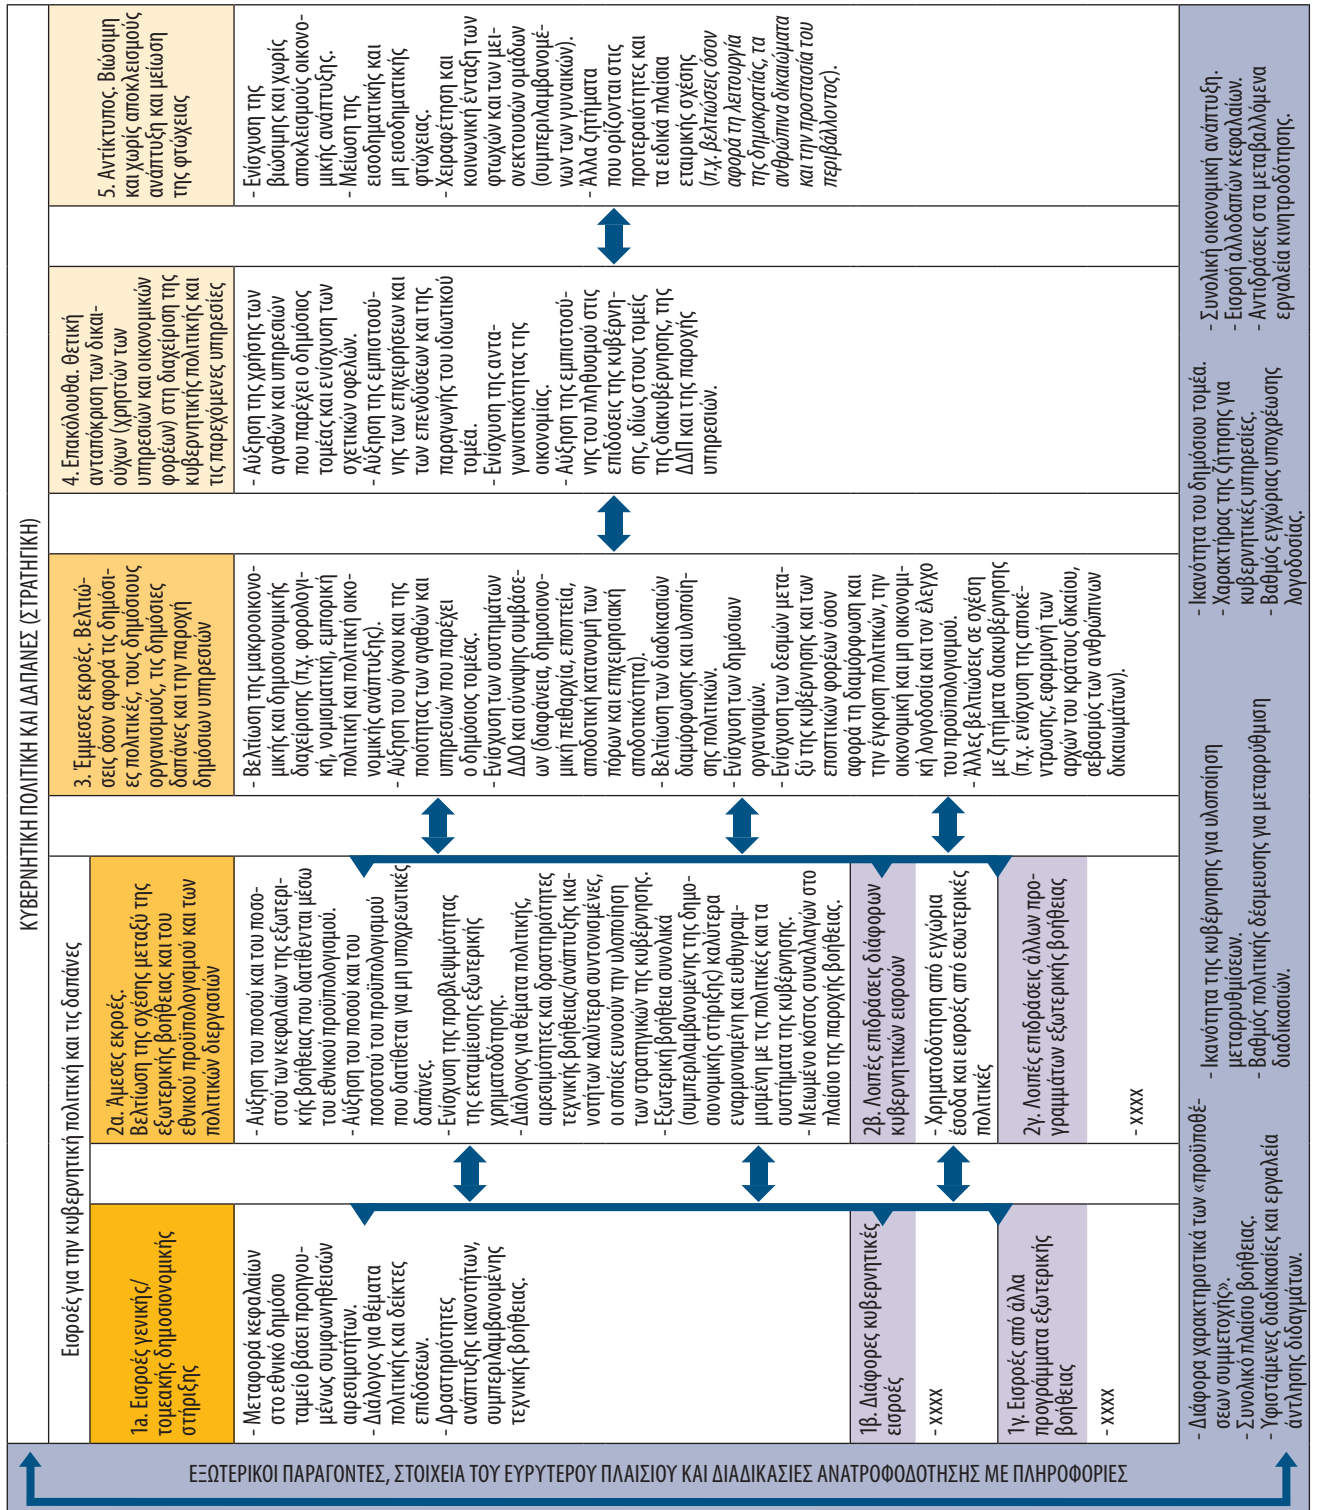 ΚΥΒΕΡΝΗΤΙΚΗ ΠΟΛΙΤΙΚΗ ΚΑΙ ΔΑΠΑΝΕΣ (ΣΤΡΑΤΗΓΙΚΗ)
Εισροές για την κυβερνητική πολιτική και τις δαπάνες
1α. Εισροές γενικής/
τομεακής δημοσιονομικής
στήριξης
- Μεταφορά κεφαλαίων
στο εθνικό δημόσιο
ταμείο βάσει προηγου-
μένως συμφωνηθεισών
αιρεσιμοτήτων.
- Διάλογος για θέματα
πολιτικής και δείκτες
επιδόσεων.
- Δραστηριότητες
ανάπτυξης ικανοτήτων,
συμπεριλαμβανομένης
τεχνικής βοήθειας.
1β. Διάφορες κυβερνητικές
εισροές
- xxxx
1γ. Εισροές από άλλα
προγράμματα εξωτερικής
βοήθειας
- xxxx
2α. Άμεσες εκροές.
Βελτίωση της σχέσης μεταξύ της
εξωτερικής βοήθειας και του
εθνικού προϋπολογισμού και των
πολιτικών διεργασιών
- Αύξηση του ποσού και του ποσο-
στού των κεφαλαίων της εξωτερι-
κής βοήθειας που διατίθενται μέσω
του εθνικού προϋπολογισμού.
- Αύξηση του ποσού και του
ποσοστού του προϋπολογισμού
που διατίθεται για μη υποχρεωτικές
δαπάνες.
- Ενίσχυση της προβλεψιμότητας
της εκταμίευσης εξωτερικής
χρηματοδότησης.
- Διάλογος για θέματα πολιτικής,
αιρεσιμότητες και δραστηριότητες
τεχνικής βοήθειας/ανάπτυξης ικα-
νοτήτων καλύτερα συντονισμένες,
οι οποίες ευνοούν την υλοποίηση
των στρατηγικών της κυβέρνησης.
- Εξωτερική βοήθεια συνολικά
(συμπεριλαμβανομένης της δημο-
σιονομικής στήριξης) καλύτερα
εναρμονισμένη και ευθυγραμ-
μισμένη με τις πολιτικές και τα
συστήματα της κυβέρνησης.
- Μειωμένο κόστος συναλλαγών στο
πλαίσιο της παροχής βοήθειας.
2β. Λοιπές επιδράσεις διάφορων
κυβερνητικών εισροών
- Χρηματοδότηση από εγχώρια
έσοδα και εισροές από εσωτερικές
πολιτικές
2γ. Λοιπές επιδράσεις άλλων προ-
γραμμάτων εξωτερικής βοήθειας
- xxxx
3. Έμμεσες εκροές. Βελτιώ-
σεις όσον αφορά τις δημόσι-
ες πολιτικές, τους δημόσιους
οργανισμούς, τις δημόσιες
δαπάνες και την παροχή
δημόσιων υπηρεσιών
- Βελτίωση της μακροοικονο-
μικής και δημοσιονομικής
διαχείρισης (π.χ. φορολογι-
κή, νομισματική, εμπορική
πολιτική και πολιτική οικο-
νομικής ανάπτυξης).
- Αύξηση του όγκου και της
ποιότητας των αγαθών και
υπηρεσιών που παρέχει
ο δημόσιος τομέας.
- Ενίσχυση των συστημάτων
ΔΔΟ και σύναψης συμβάσε-
ων (διαφάνεια, δημοσιονο-
μική πειθαρχία, εποπτεία,
αποδοτική κατανομή των
πόρων και επιχειρησιακή
αποδοτικότητα).
- Βελτίωση των διαδικασιών
διαμόρφωσης και υλοποίη-
σης πολιτικών.
- Ενίσχυση των δημόσιων
οργανισμών.
- Ενίσχυση των δεσμών μετα-
ξύ της κυβέρνησης και των
εποπτικών φορέων όσον
αφορά τη διαμόρφωση και
την έγκριση πολιτικών, την
οικονομική και μη οικονομι-
κή λογοδοσία και τον έλεγχο
του προϋπολογισμού.
- Άλλες βελτιώσεις σε σχέση
με ζητήματα διακυβέρνησης
(π.χ. ενίσχυση της αποκέ-
ντρωσης, εφαρμογή των
αρχών του κράτους δικαίου,
σεβασμός των ανθρώπινων
δικαιωμάτων).
4. Επακόλουθα. Θετική
ανταπόκριση των δικαι-
ούχων (χρηστών των
υπηρεσιών και οικονομικών
φορέων) στη διαχείριση της
κυβερνητικής πολιτικής και
τις παρεχόμενες υπηρεσίες
- Αύξηση της χρήσης των
αγαθών και υπηρεσιών
που παρέχει ο δημόσιος
τομέας και ενίσχυση των
σχετικών οφελών.
- Αύξηση της εμπιστοσύ-
νης των επιχειρήσεων και
των επενδύσεων και της
παραγωγής του ιδιωτικού
τομέα.
- Ενίσχυση της αντα-
γωνιστικότητας της
οικονομίας.
- Αύξηση της εμπιστοσύ-
νης του πληθυσμού στις
επιδόσεις της κυβέρνη-
σης, ιδίως στους τομείς
της διακυβέρνησης, της
ΔΔΠ και της παροχής
υπηρεσιών.
5. Αντίκτυπος. Βιώσιμη
και χωρίς αποκλεισμούς
ανάπτυξη και μείωση
της φτώχειας
- Ενίσχυση της
βιώσιμης και χωρίς
αποκλεισμούς οικονο-
μικής ανάπτυξης.
- Μείωση της
εισοδηματικής και
μη εισοδηματικής
φτώχειας.
- Χειραφέτηση και
κοινωνική ένταξη των
φτωχών και των μει-
ονεκτουσών ομάδων
(συμπεριλαμβανομέ-
νων των γυναικών).
- Άλλα ζητήματα
που ορίζονται στις
προτεραιότητες και
τα ειδικά πλαίσια
εταιρικής σχέσης
(π.χ. βελτιώσεις όσον
αφορά τη λειτουργία
της δημοκρατίας, τα
ανθρώπινα δικαιώματα
και την προστασία του
περιβάλλοντος).
ΕΞΩΤΕΡΙΚΟΙ ΠΑΡΑΓΟΝΤΕΣ, ΣΤΟΙΧΕΙΑ ΤΟΥ ΕΥΡΥΤΕΡΟΥ ΠΛΑΙΣΙΟΥ ΚΑΙ ΔΙΑΔΙΚΑΣΙΕΣ ΑΝΑΤΡΟΦΟΔΟΤΗΣΗΣ ΜΕ ΠΛΗΡΟΦΟΡΙΕΣ
- Διάφορα χαρακτηριστικά των «προϋποθέ-
σεων συμμετοχής».
- Συνολικό πλαίσιο βοήθειας.
- Υφιστάμενες διαδικασίες και εργαλεία
άντλησης διδαγμάτων.
- Ικανότητα της κυβέρνησης για υλοποίηση
μεταρρυθμίσεων.
- Βαθμός πολιτικής δέσμευσης για μεταρρύθμιση
διαδικασιών.
- Ικανότητα του δημόσιου τομέα.
- Χαρακτήρας της ζήτησης για
κυβερνητικές υπηρεσίες.
- Βαθμός εγχώριας υποχρέωσης
λογοδοσίας.
- Συνολική οικονομική ανάπτυξη.
- Εισροή αλλοδαπών κεφαλαίων.
- Αντιδράσεις στα μεταβαλλόμενα
εργαλεία κινητροδότησης.